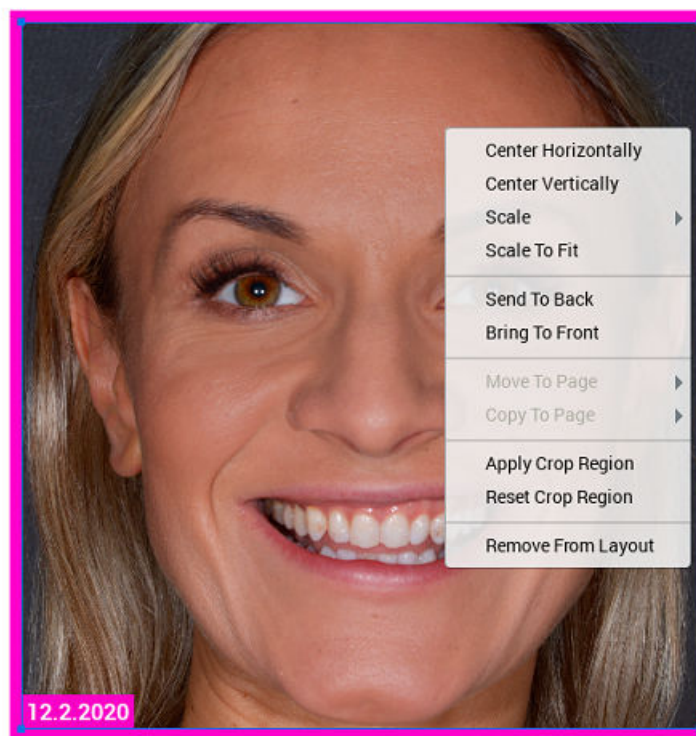 Center Horizontally
Center Vertically
Scale
Scale To Fit
Send To Back
Bring To Front
Move To Page
Copy To Page
Apply Crop Region
Reset Crop Region
Remove From Layout
12.2.2020